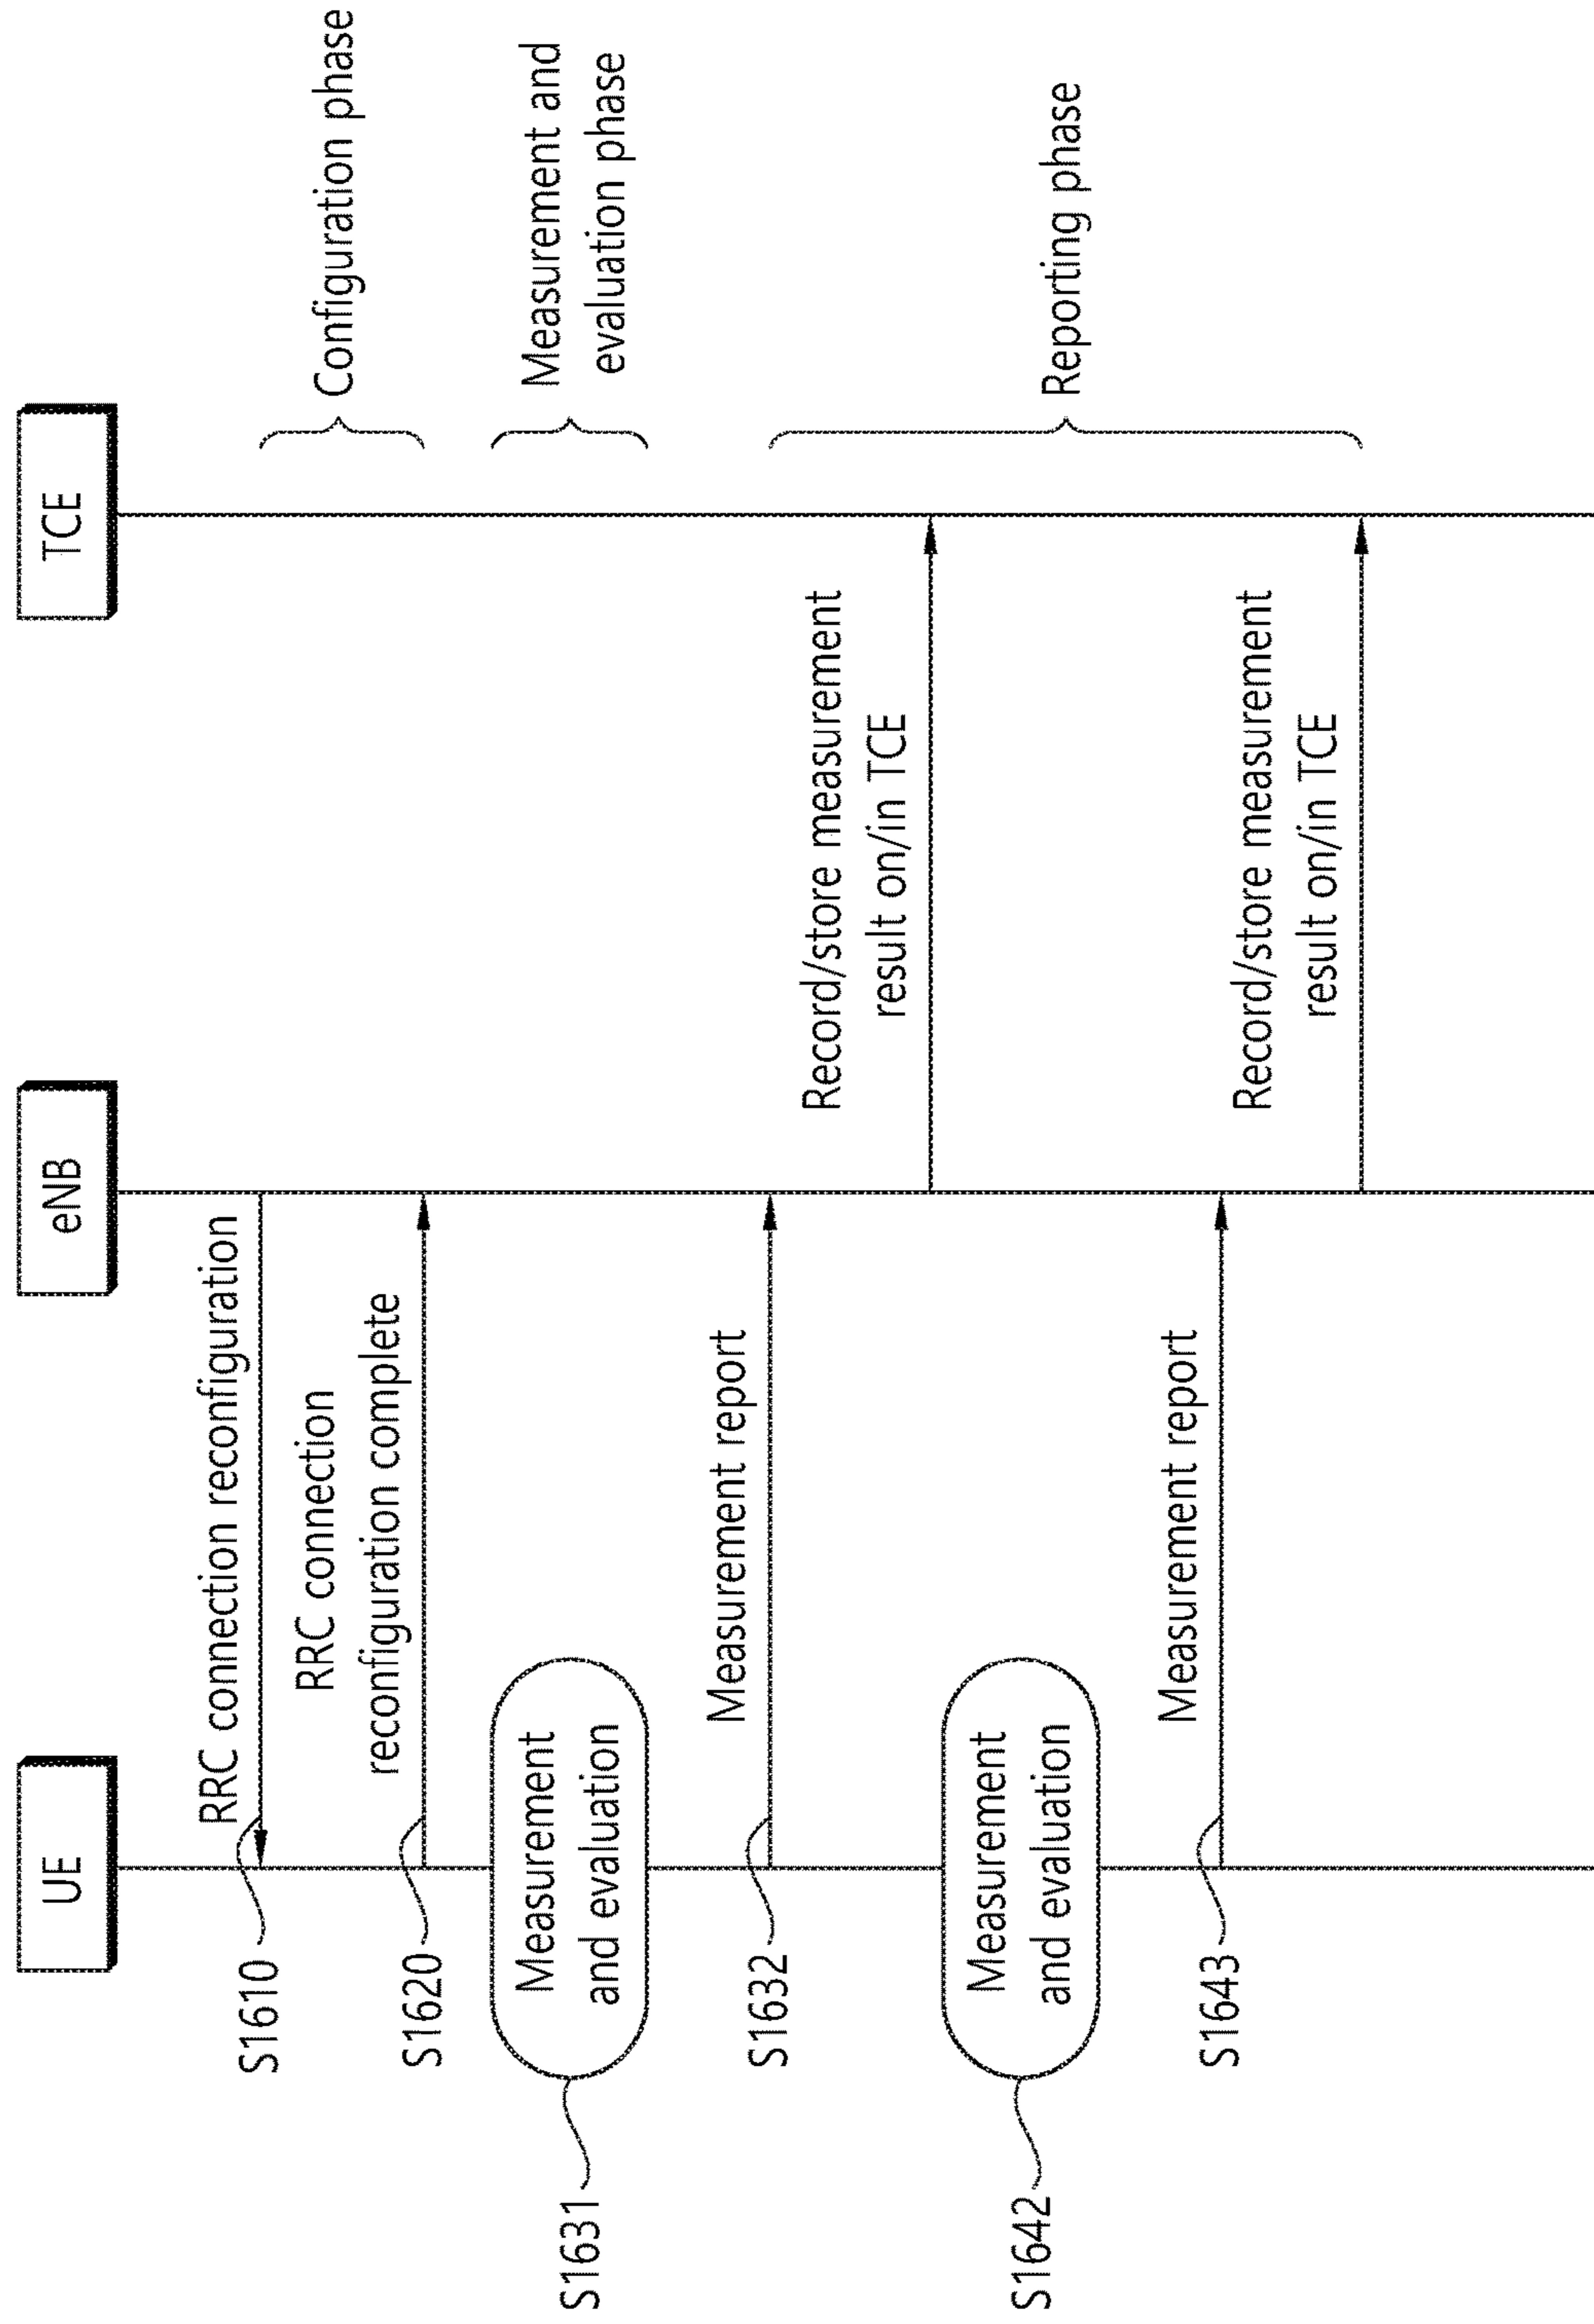 UE
eNB
TCE
RRC connection reconfiguration
S1610
Configuration phase
RRC connection
reconfiguration complete
S1620
Measurement
and evaluation
S1631
Measurement and
evaluation phase
Measurement report
S1632
Record/store measurement
result on/in TCE
Reporting phase
Measurement
and evaluation
S1642
Measurement report
S1643
Record/store measurement
result on/in TCE